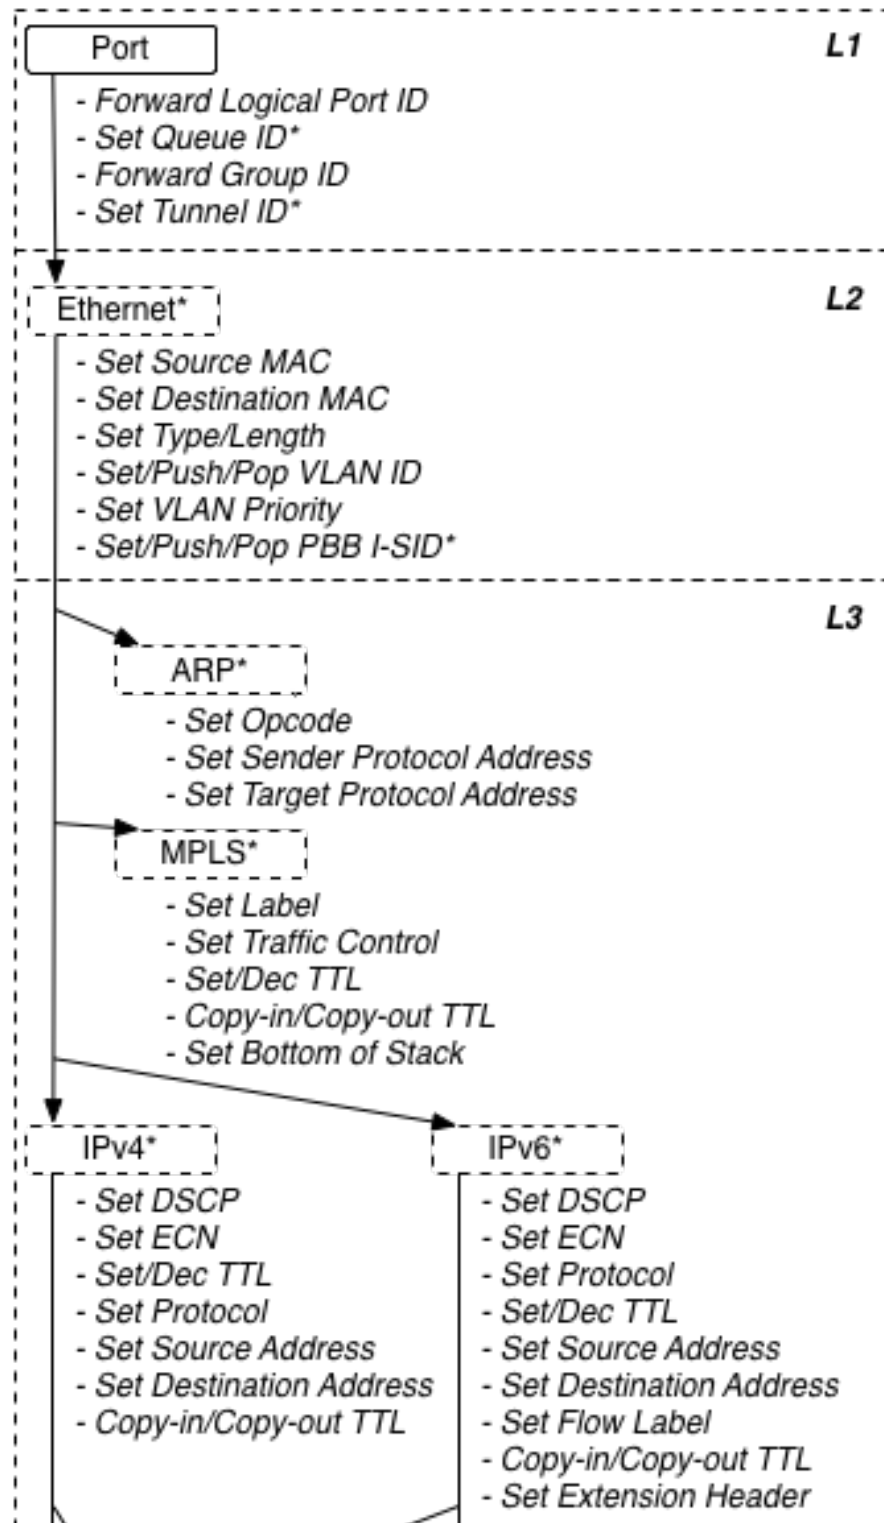 Port
L1
- Forward Logical Port ID
- Set Queue ID*
- Forward Group ID
- Set Tunnel ID*
Ethernet*
L2
- Set Source MAC
- Set Destination MAC
- Set Type/Length
- Set/Push/Pop VLAN ID
- Set VLAN Priority
- Set/Push/Pop PBB I-SID*
L3
ARP*
- Set Opcode
- Set Sender Protocol Address
- Set Target Protocol Address
MPLS*
- Set Label
- Set Traffic Control
- Set/Dec TTL
- Copy-in/Copy-out TTL
- Set Bottom of Stack
IPv4*
- Set DSCP
- Set ECN
- Set/Dec TTL
- Set Protocol
- Set Source Address
- Set Destination Address
- Copy-in/Copy-out TTL
IPv6*
- Set DSCP
- Set ECN
- Set Protocol
- Set/Dec TTL
- Set Source Address
- Set Destination Address
- Set Flow Label
- Copy-in/Copy-out TTL
- Set Extension Header